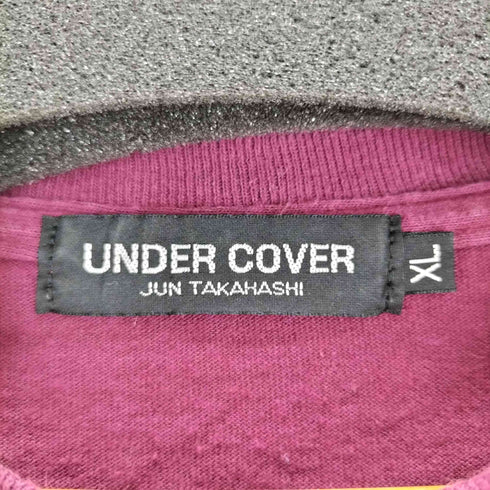 UNDER COVER
JUN TAKAHASHI
XL